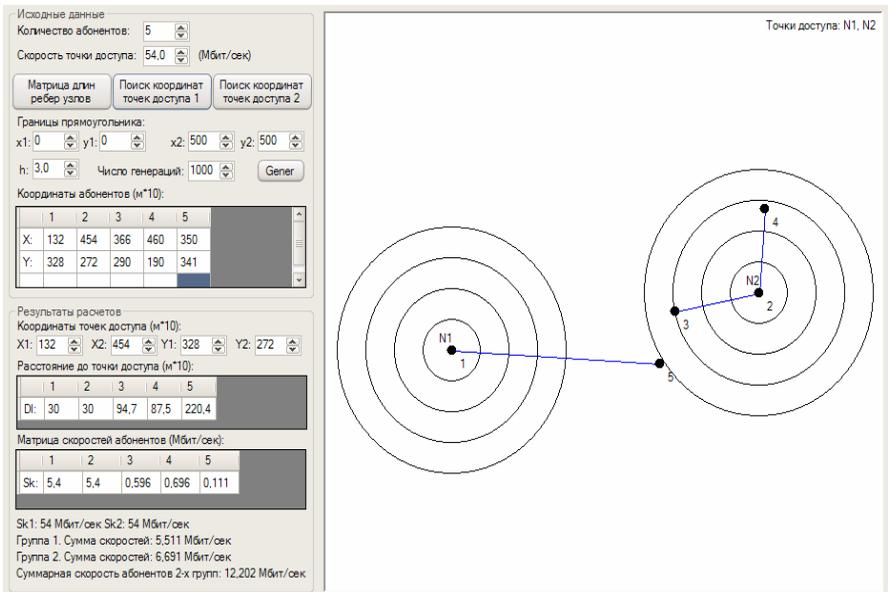 Исходные данные
Количество абонентов: 5
Скорость точки доступа: 54,0 (Мбит/сек)
Матрица длин ребер узлов
Поиск координат точек доступа 1
Поиск координат точек доступа 2
Границы прямоугольника:
x1: 0 y1: 0 x2: 500 y2: 500
h: 3,0 Число генераций: 1000 Gener
Координаты абонентов (м*10):
1 2 3 4 5
X: 132 454 366 460 350
Y: 328 272 290 190 341
Результаты расчетов
Координаты точек доступа (м*10):
X1: 132 X2: 454 Y1: 328 Y2: 272
Расстояние до точки доступа (м*10):
1 2 3 4 5
Dl: 30 30 94,7 87,5 220,4
Матрица скоростей абонентов (Мбит/сек):
1 2 3 4 5
Sk: 5,4 5,4 0,596 0,696 0,111
Sk1: 54 Мбит/сек Sk2: 54 Мбит/сек
Группа 1. Сумма скоростей: 5,511 Мбит/сек
Группа 2. Сумма скоростей: 6,691 Мбит/сек
Суммарная скорость абонентов 2-х групп: 12,202 Мбит/сек
Точки доступа: N1, N2
4
N2
2
3
N1
1
5